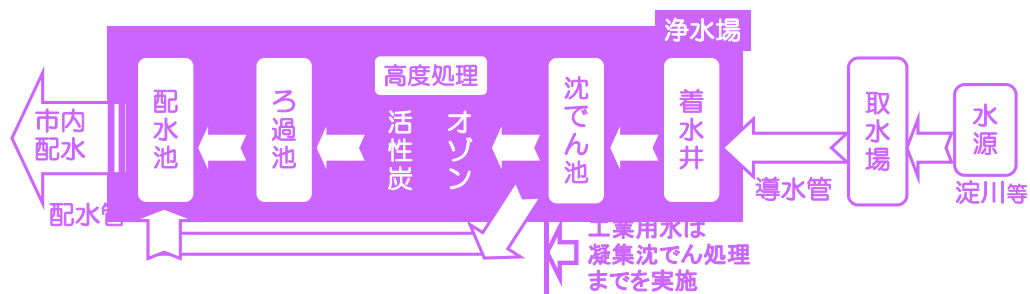 浄水場
高度処理
市内
配水
配水池
ろ過池
活性炭
オゾン
沈でん池
着水井
取水場
水源
導水管
淀川等
配水管
工業用水は
凝集沈でん処理
までを実施